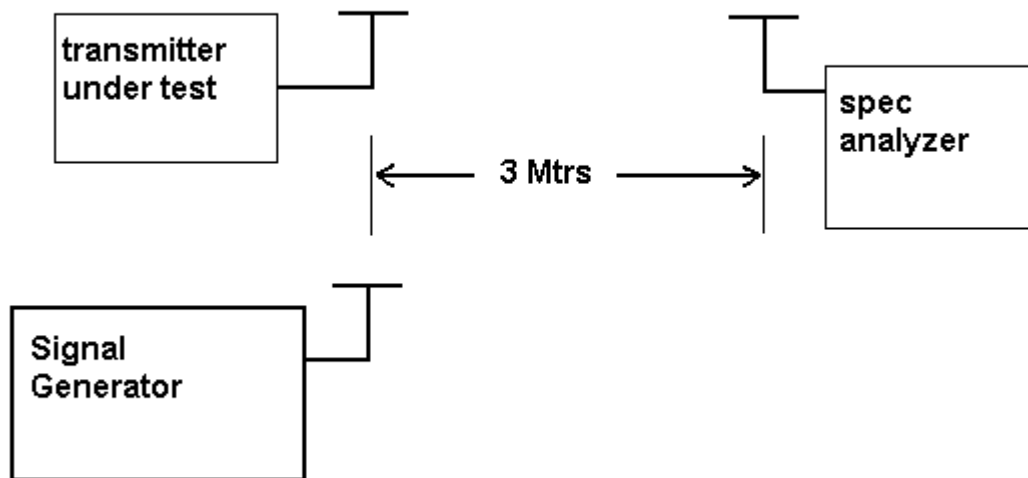 transmitter
under test
spec
analyzer
3 Mtrs
Signal
Generator